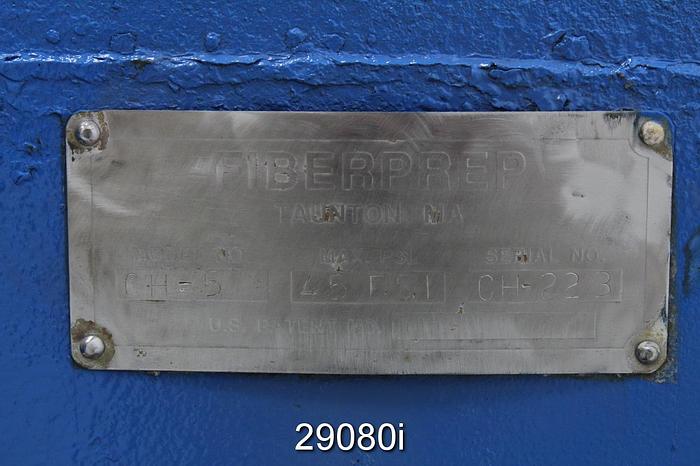 FIBERPREP
TAUNTON MA
MODEL NO. MAX. PSI SERIAL NO.
CH-5 45 PSI CH-223
U.S. PATENT NO.
29080i